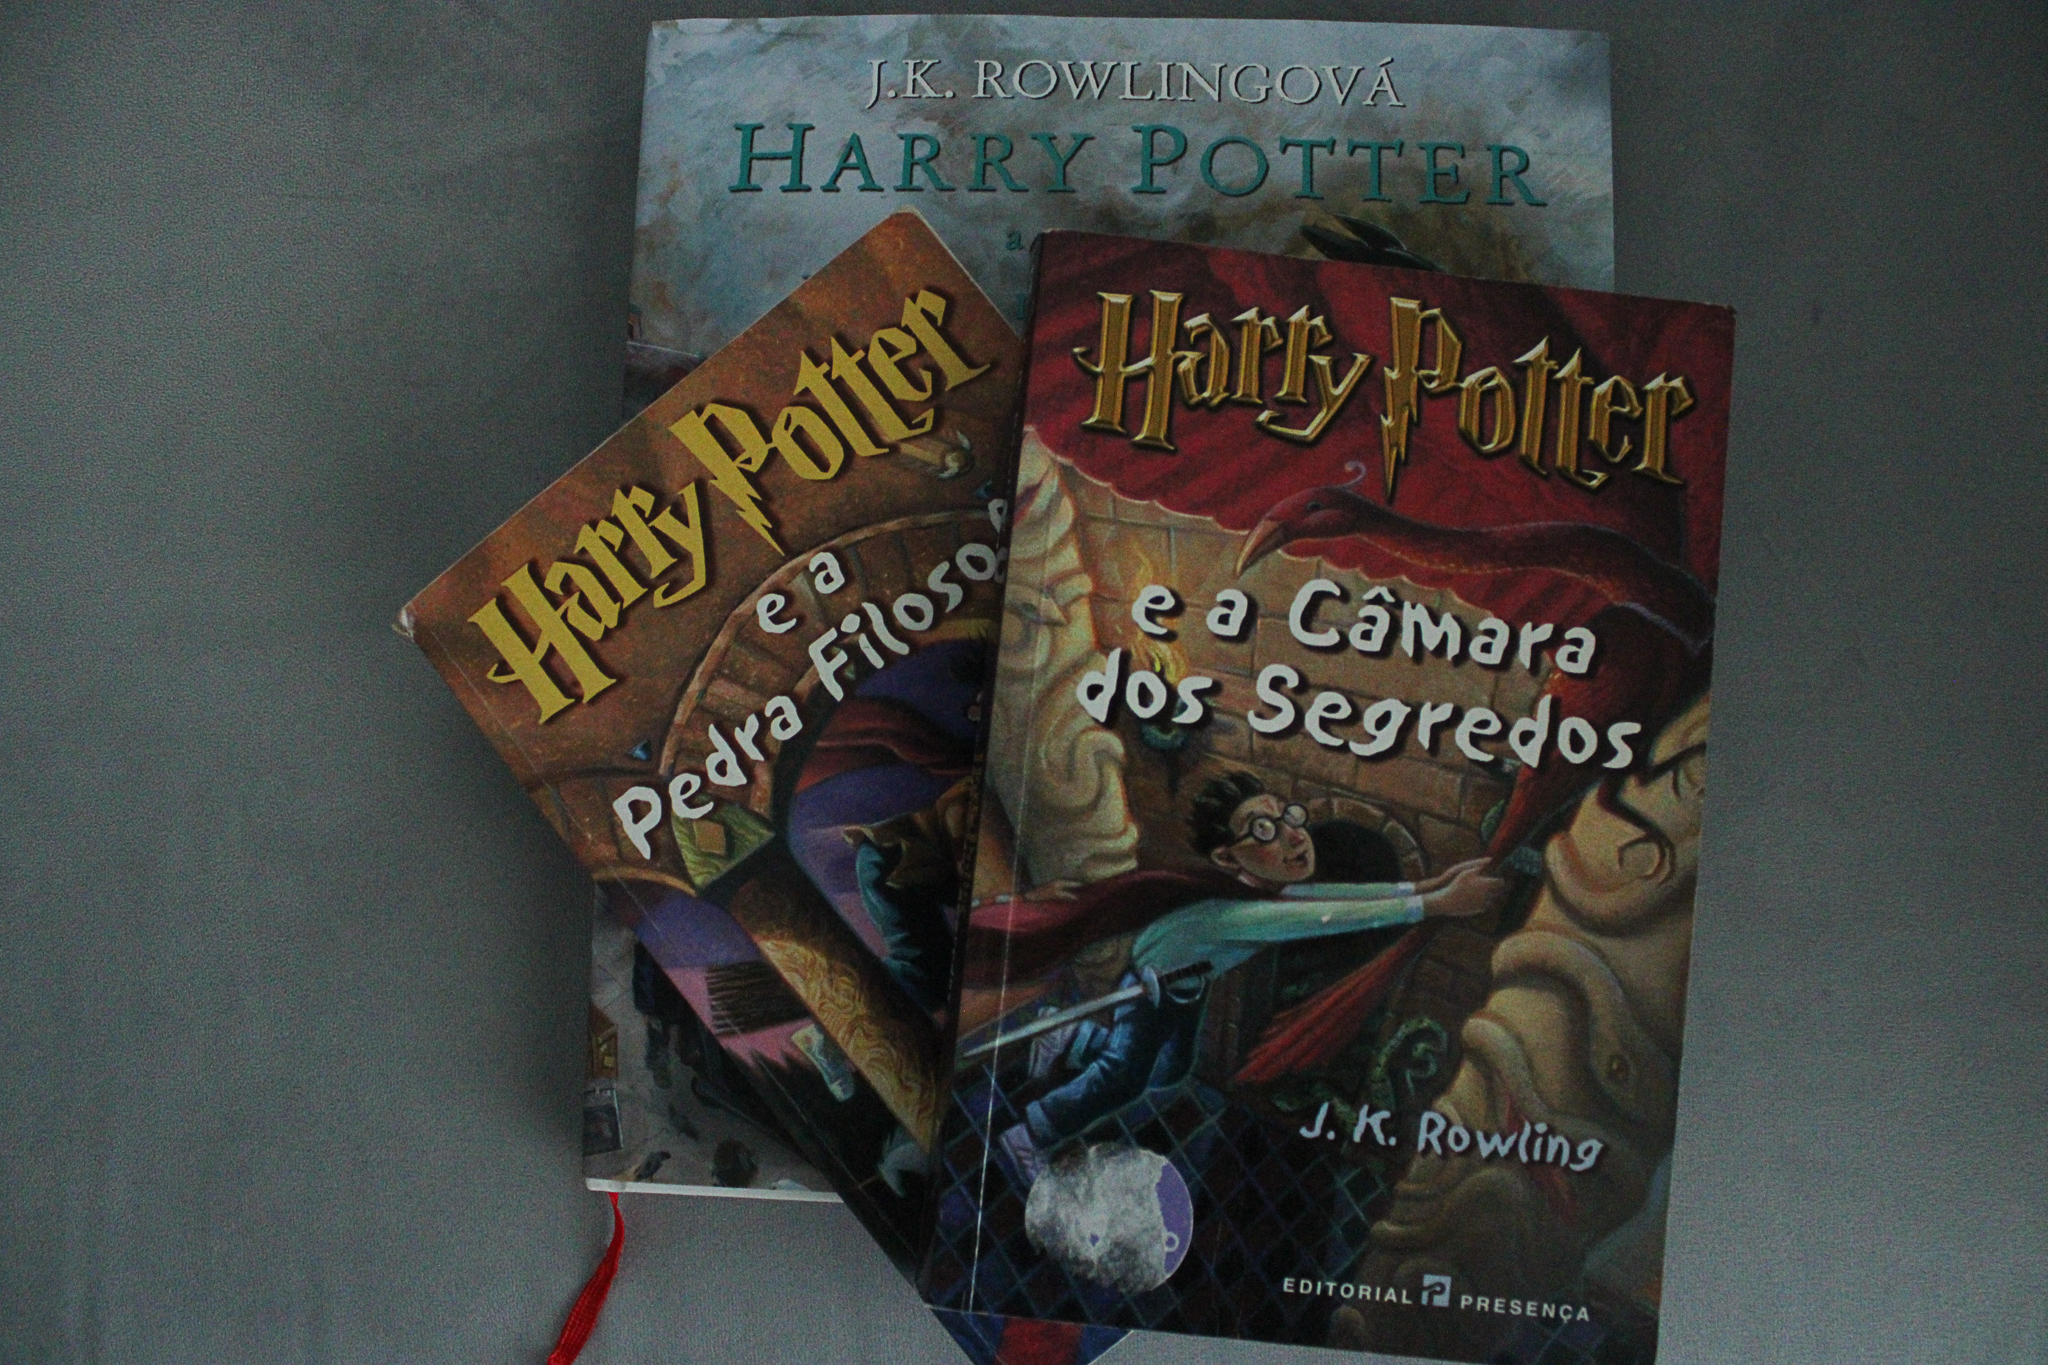 J.K. ROWLINGOVÁ
HARRY POTTER
a
Harry Potter
e a
Pedra Filoso
Harry Potter
e a Câmara
dos Segredos
J. K. Rowling
EDITORIAL PRESENÇA